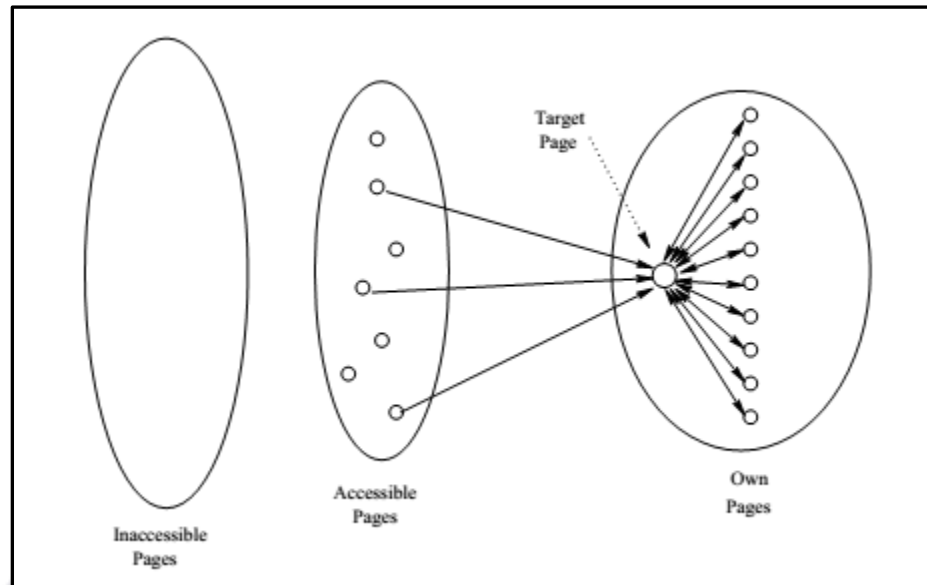 Target
Page
Accessible
Pages
Own
Pages
Inaccessible
Pages